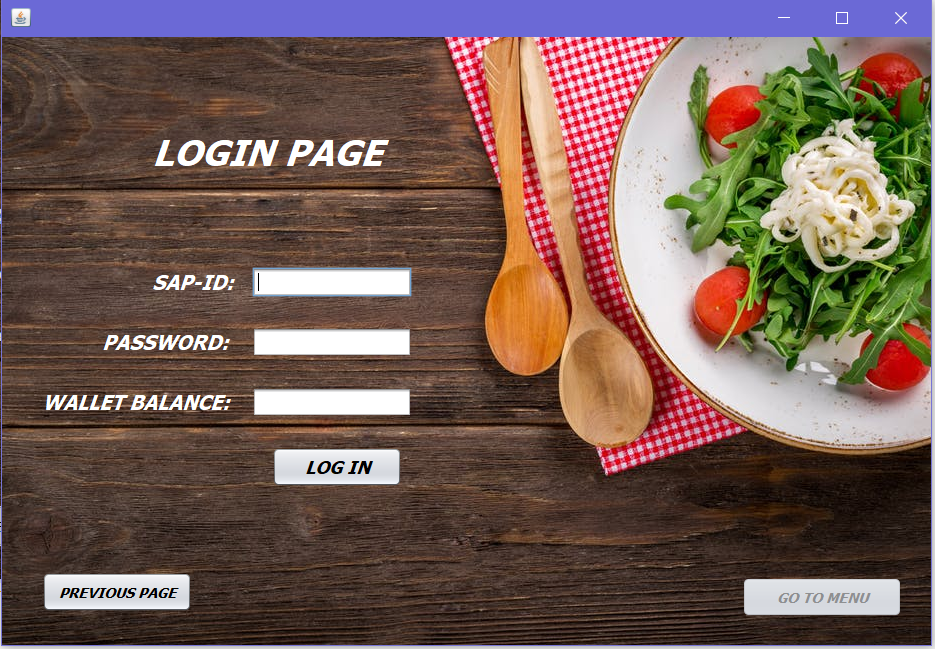 LOGIN PAGE
SAP-ID:
PASSWORD:
WALLET BALANCE:
LOG IN
PREVIOUS PAGE
GO TO MENU